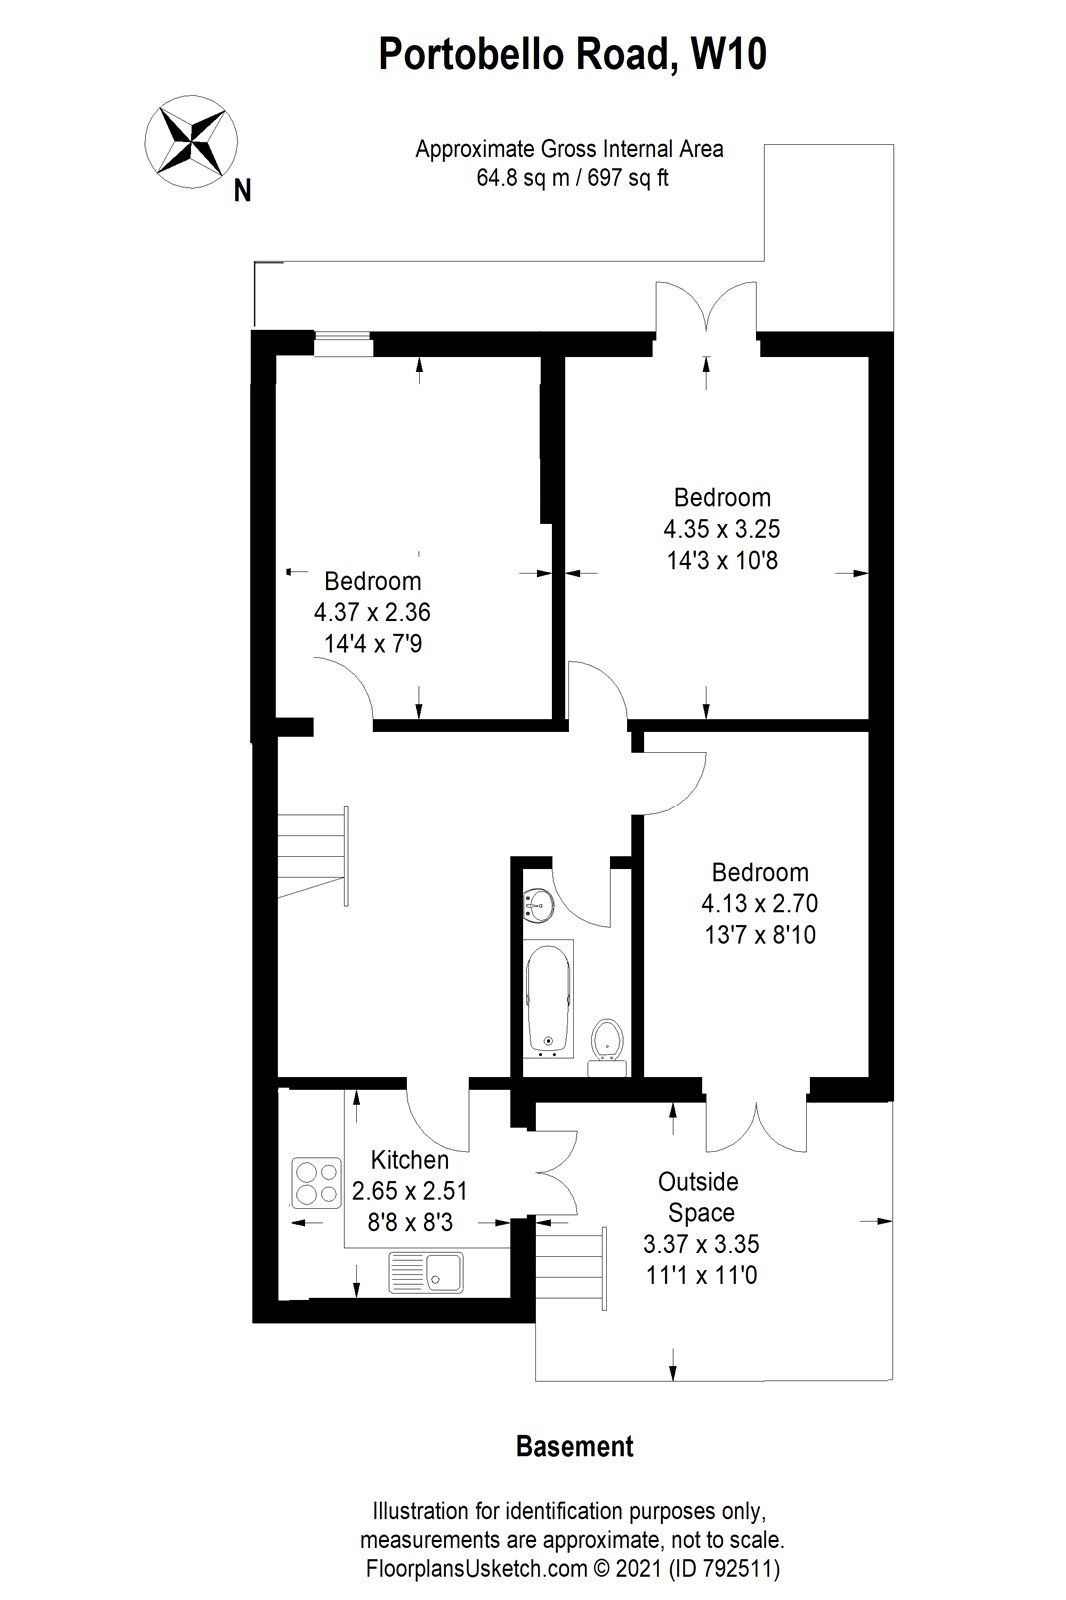 Portobello Road, W10
N
Approximate Gross Internal Area
64.8 sq m / 697 sq ft
Bedroom
4.35 x 3.25
14'3 x 10'8
Bedroom
4.37 x 2.36
14'4 x 7'9
Bedroom
4.13 x 2.70
13'7 x 8'10
Kitchen
2.65 x 2.51
8'8 x 8'3
Outside
Space
3.37 x 3.35
11'1 x 11'0
Basement
Illustration for identification purposes only,
measurements are approximate, not to scale.
FloorplansUsketch.com © 2021 (ID 792511)